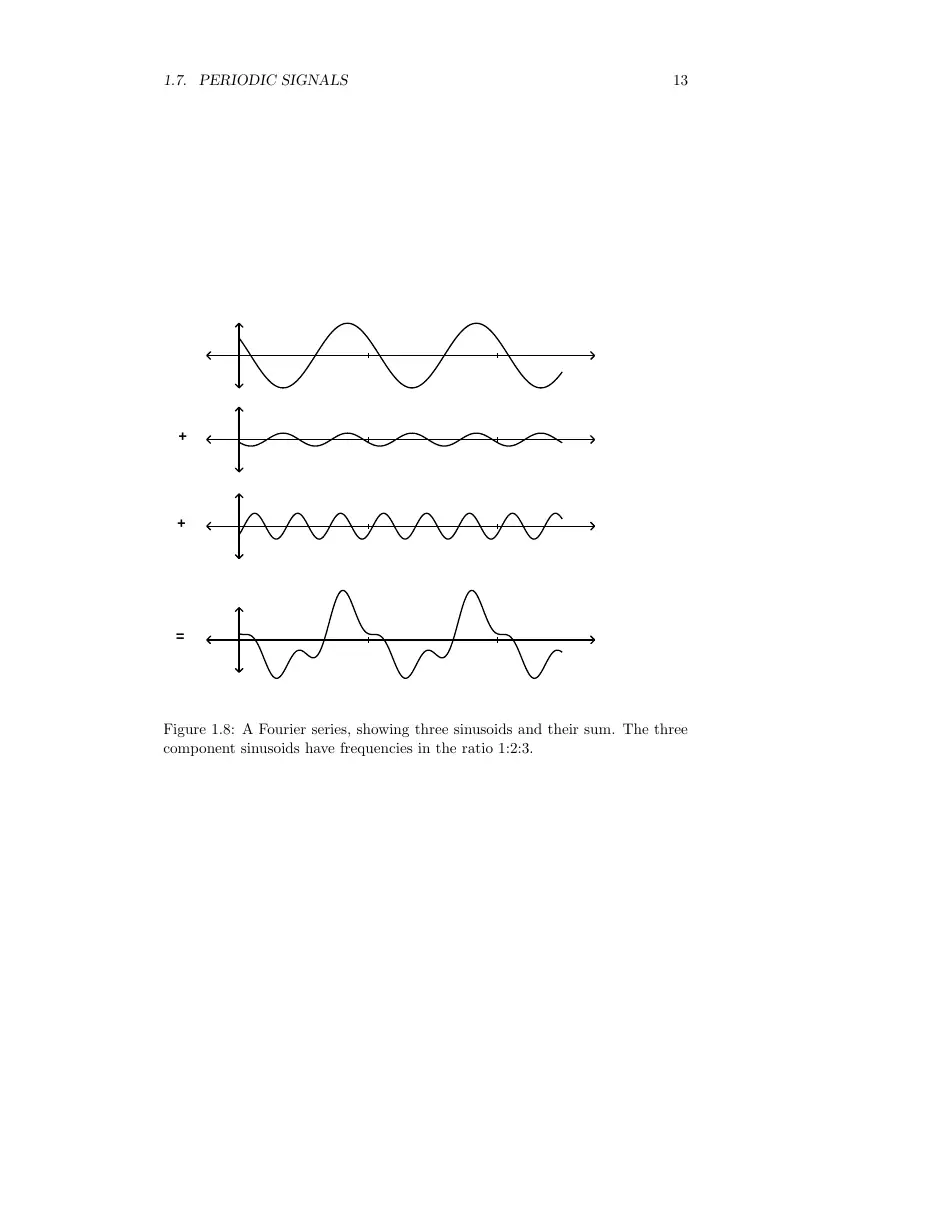 1.7. PERIODIC SIGNALS 13
+
+
=
Figure 1.8: A Fourier series, showing three sinusoids and their sum. The three
component sinusoids have frequencies in the ratio 1:2:3.